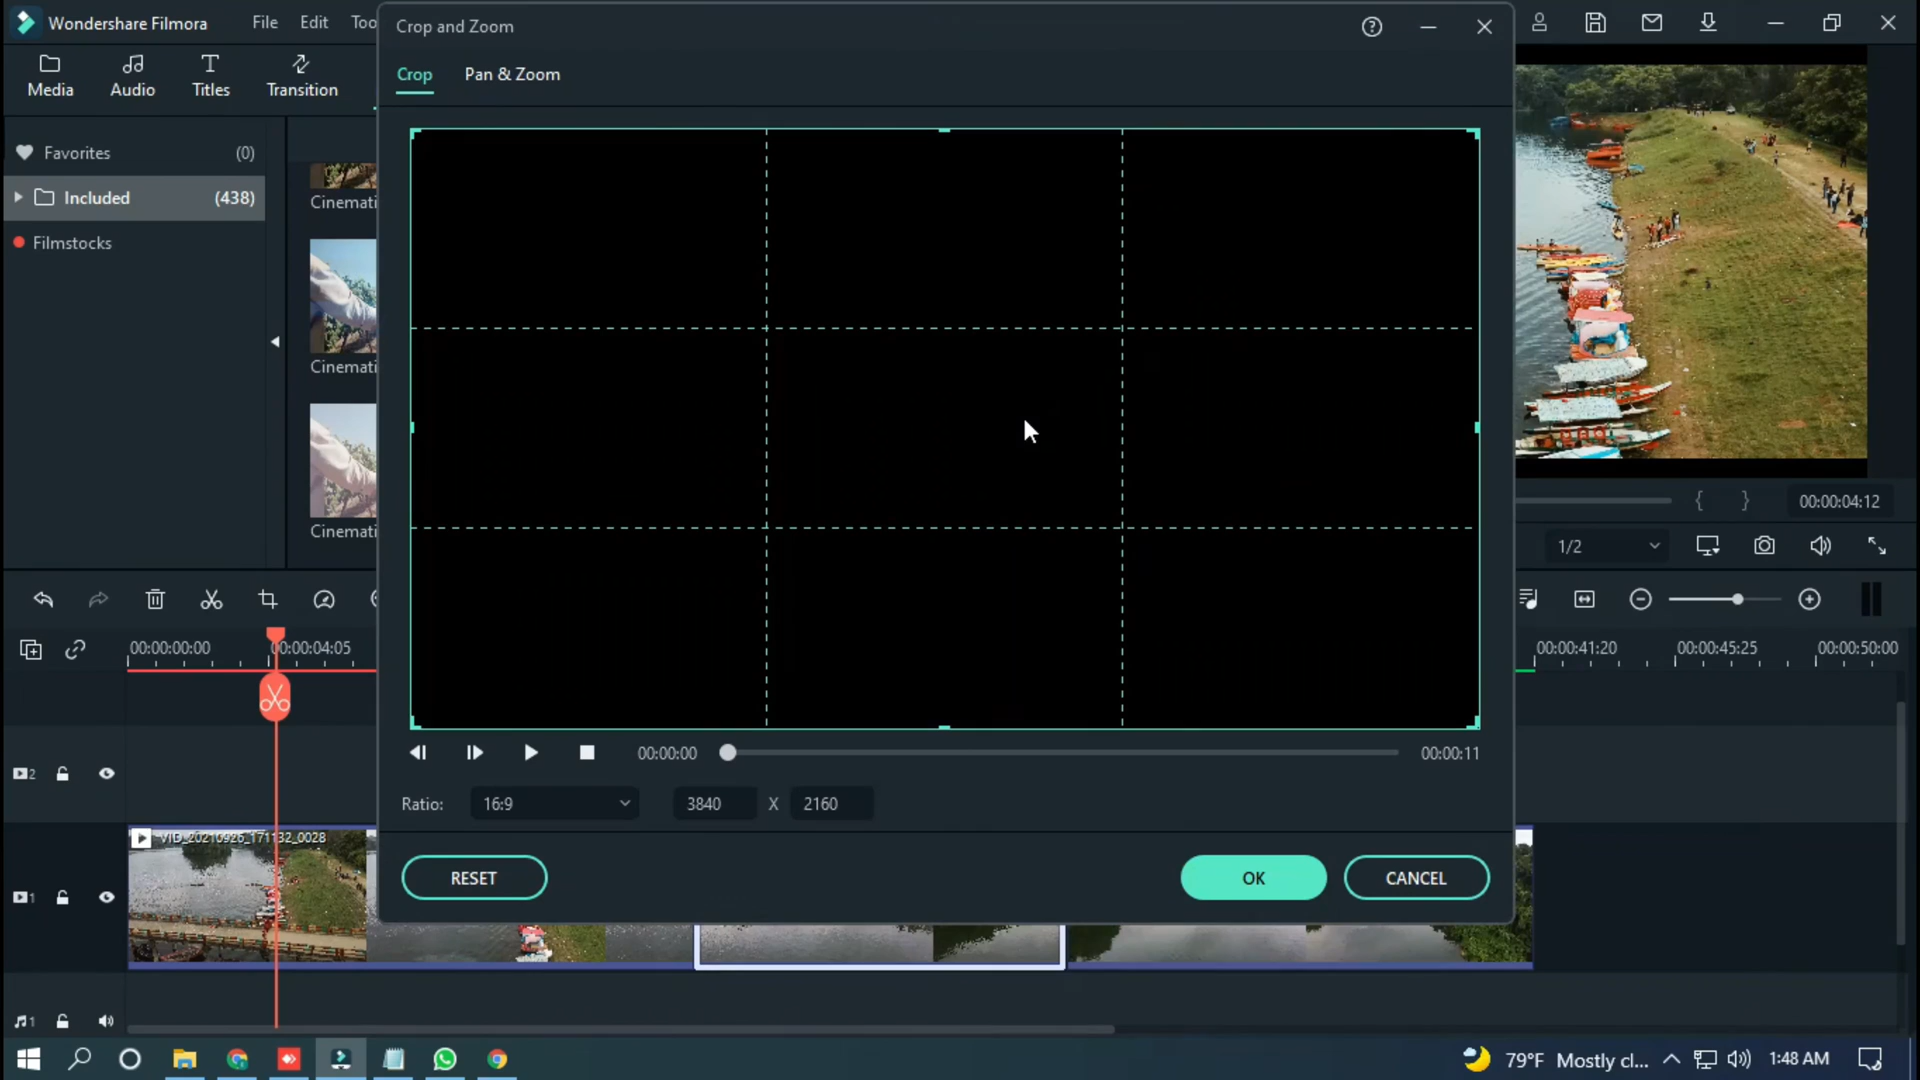 Wondershare Filmora
File
Edit
Too
Crop and Zoom
Media
Audio
Titles
Transition
Crop
Pan & Zoom
Favorites (0)
Included (438)
Filmstocks
Cinemati
Cinemati
Cinemati
00:00:04:12
1/2
00:00:00:00
00:00:04:05
00:00:41:20
00:00:45:25
00:00:50:00
00:00:00
00:00:11
Ratio: 16:9 3840 X 2160
2
VID_20210926_171132_0028
1
RESET
OK
CANCEL
1
79°F Mostly cl...
1:48 AM